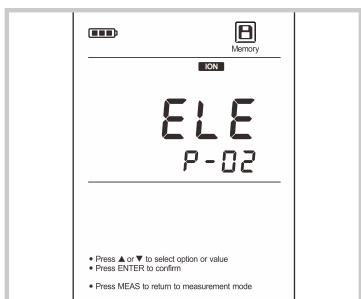 Memory
ION
ELE
P-02
• Press ▲ or ▼ to select option or value
• Press ENTER to confirm
• Press MEAS to return to measurement mode